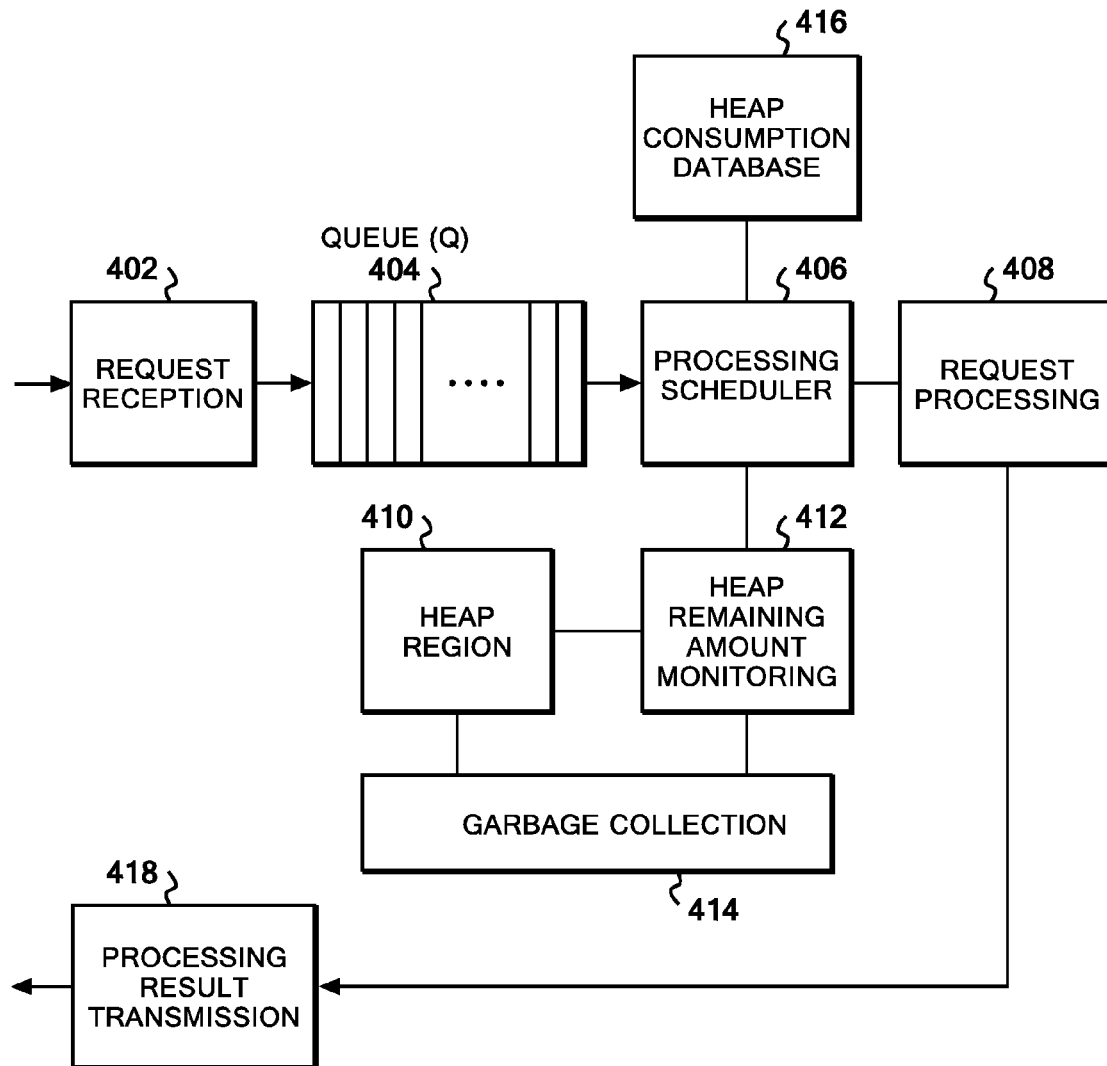 416
HEAP
CONSUMPTION
DATABASE
QUEUE (Q)
402
404
406
408
REQUEST
RECEPTION
....
PROCESSING
SCHEDULER
REQUEST
PROCESSING
410
412
HEAP
REGION
HEAP
REMAINING
AMOUNT
MONITORING
GARBAGE COLLECTION
414
418
PROCESSING
RESULT
TRANSMISSION